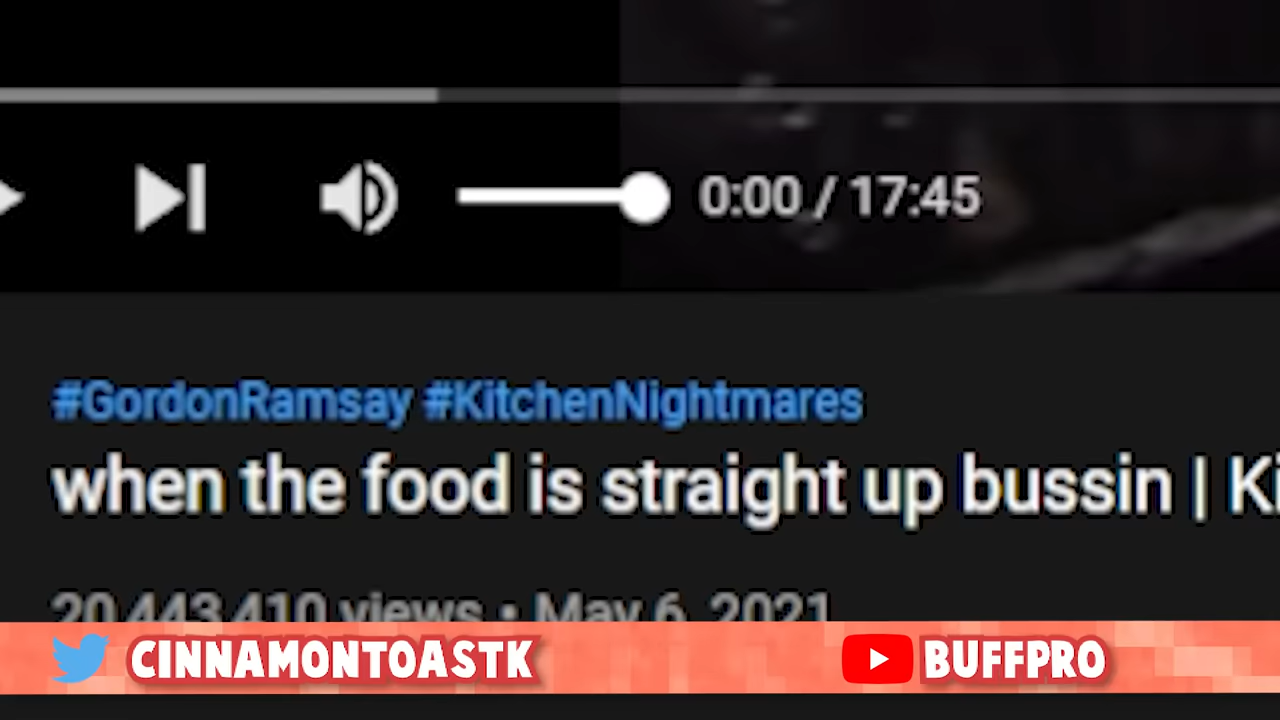 0:00 / 17:45
#GordonRamsay #KitchenNightmares
when the food is straight up bussin | Ki
20,443,410 views • May 6, 2021
CINNAMONTOASTK
BUFFPRO